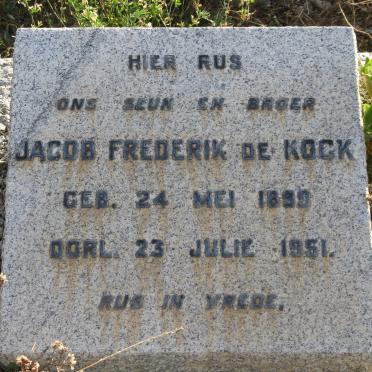 HIER RUS
ONS SEUN EN BROER
JACOB FREDERIK DE KOCK
GEB. 24 MEI 1899
OORL. 23 JULIE 1951.
RUS IN VREDE.